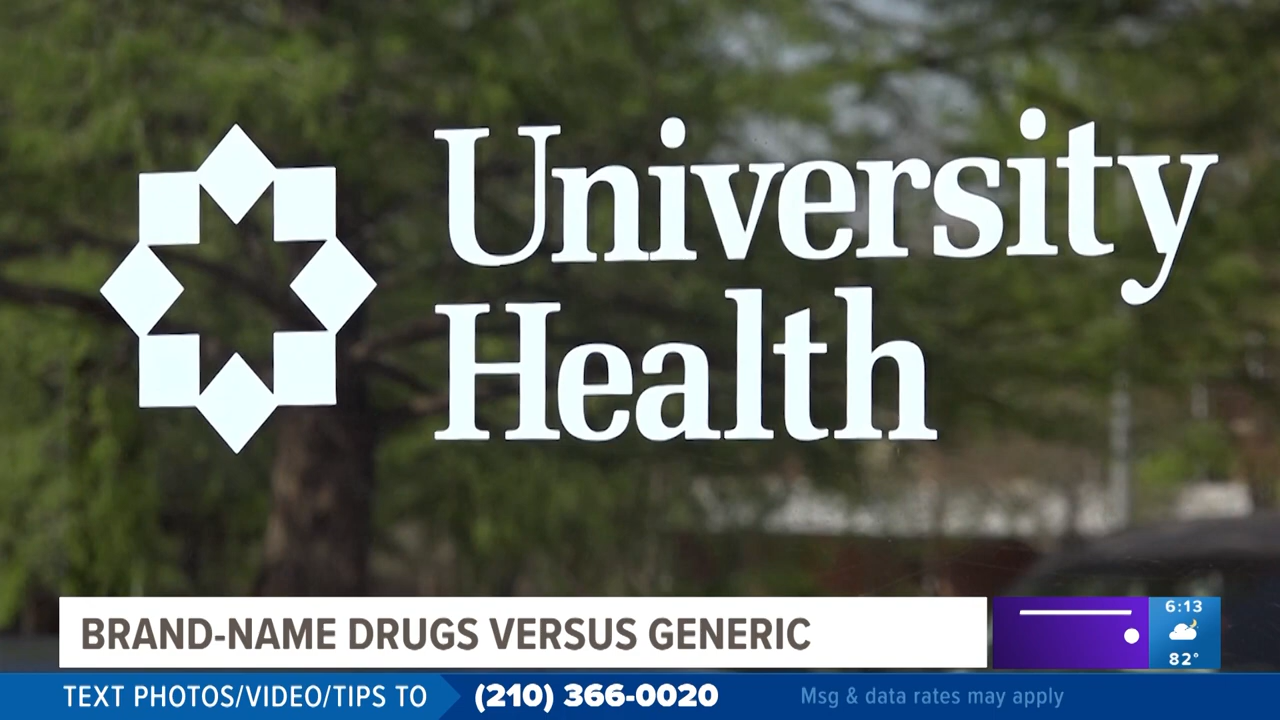 University
Health
BRAND-NAME DRUGS VERSUS GENERIC
6:13
82°
TEXT PHOTOS/VIDEO/TIPS TO (210) 366-0020 Msg & data rates may apply